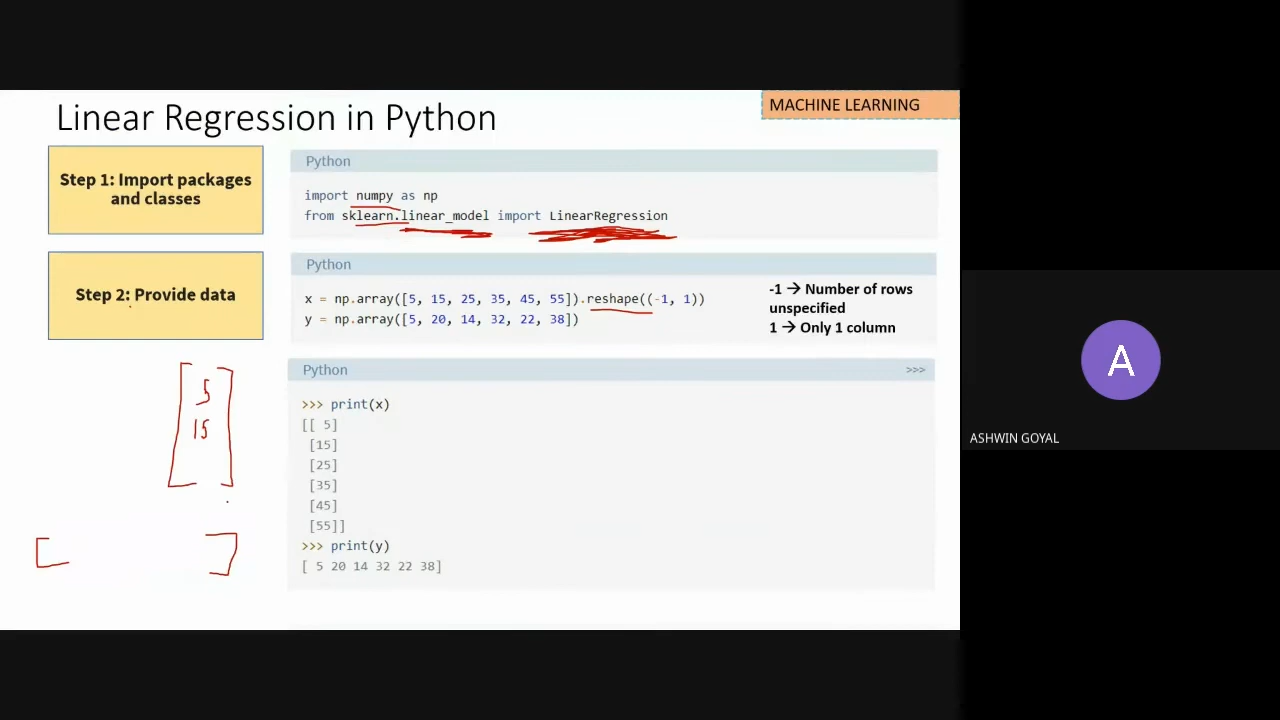 Linear Regression in Python
MACHINE LEARNING
Step 1: Import packages
and classes
Python
import numpy as np
from sklearn.linear_model import LinearRegression
Step 2: Provide data
Python
x = np.array([5, 15, 25, 35, 45, 55]).reshape((-1, 1))
y = np.array([5, 20, 14, 32, 22, 38])
-1 → Number of rows
unspecified
1 → Only 1 column
5
15
Python
>>>
>>> print(x)
[[ 5]
[15]
[25]
[35]
[45]
[55]]
>>> print(y)
[ 5 20 14 32 22 38]
A
ASHWIN GOYAL